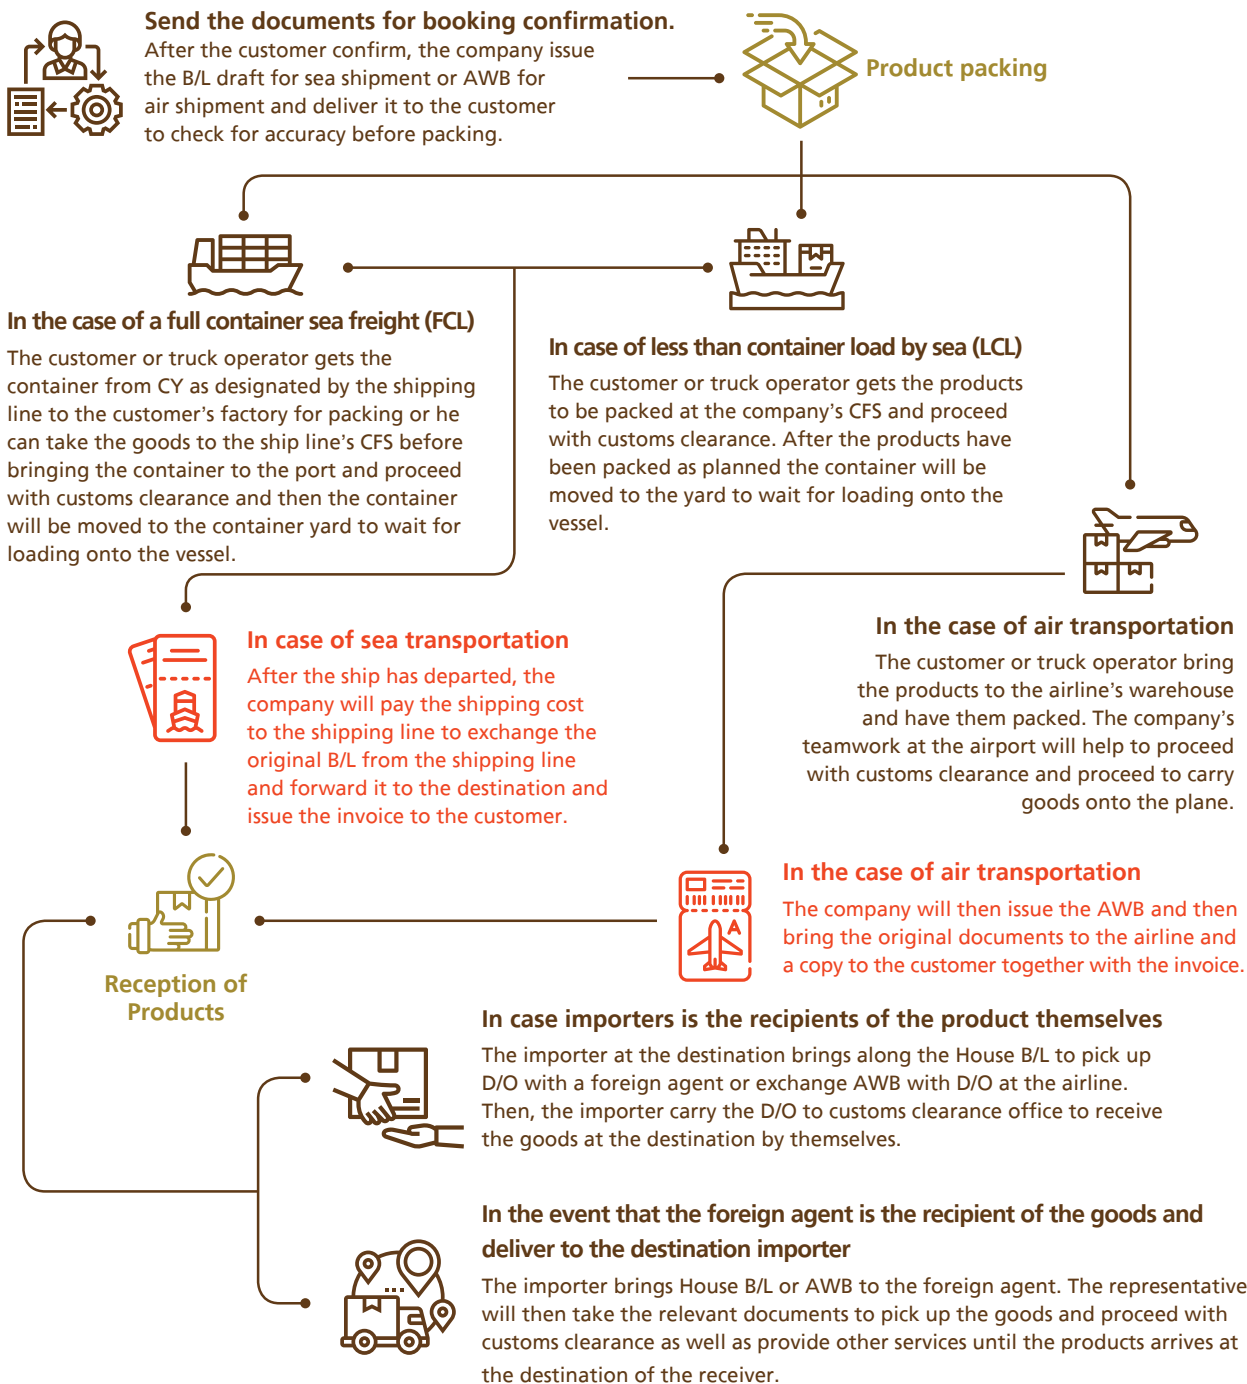 Send the documents for booking confirmation.
After the customer confirm, the company issue
the B/L draft for sea shipment or AWB for
air shipment and deliver it to the customer
to check for accuracy before packing.
Product packing
In the case of a full container sea freight (FCL)
The customer or truck operator gets the
container from CY as designated by the shipping
line to the customer’s factory for packing or he
can take the goods to the ship line’s CFS before
bringing the container to the port and proceed
with customs clearance and then the container
will be moved to the container yard to wait for
loading onto the vessel.
In case of less than container load by sea (LCL)
The customer or truck operator gets the products
to be packed at the company’s CFS and proceed
with customs clearance. After the products have
been packed as planned the container will be
moved to the yard to wait for loading onto the
vessel.
In the case of air transportation
The customer or truck operator bring
the products to the airline’s warehouse
and have them packed. The company’s
teamwork at the airport will help to proceed
with customs clearance and proceed to carry
goods onto the plane.
In case of sea transportation
After the ship has departed, the
company will pay the shipping cost
to the shipping line to exchange the
original B/L from the shipping line
and forward it to the destination and
issue the invoice to the customer.
A
In the case of air transportation
The company will then issue the AWB and then
bring the original documents to the airline and
a copy to the customer together with the invoice.
Reception of
Products
In case importers is the recipients of the product themselves
The importer at the destination brings along the House B/L to pick up
D/O with a foreign agent or exchange AWB with D/O at the airline.
Then, the importer carry the D/O to customs clearance office to receive
the goods at the destination by themselves.
In the event that the foreign agent is the recipient of the goods and
deliver to the destination importer
The importer brings House B/L or AWB to the foreign agent. The representative
will then take the relevant documents to pick up the goods and proceed with
customs clearance as well as provide other services until the products arrives at
the destination of the receiver.